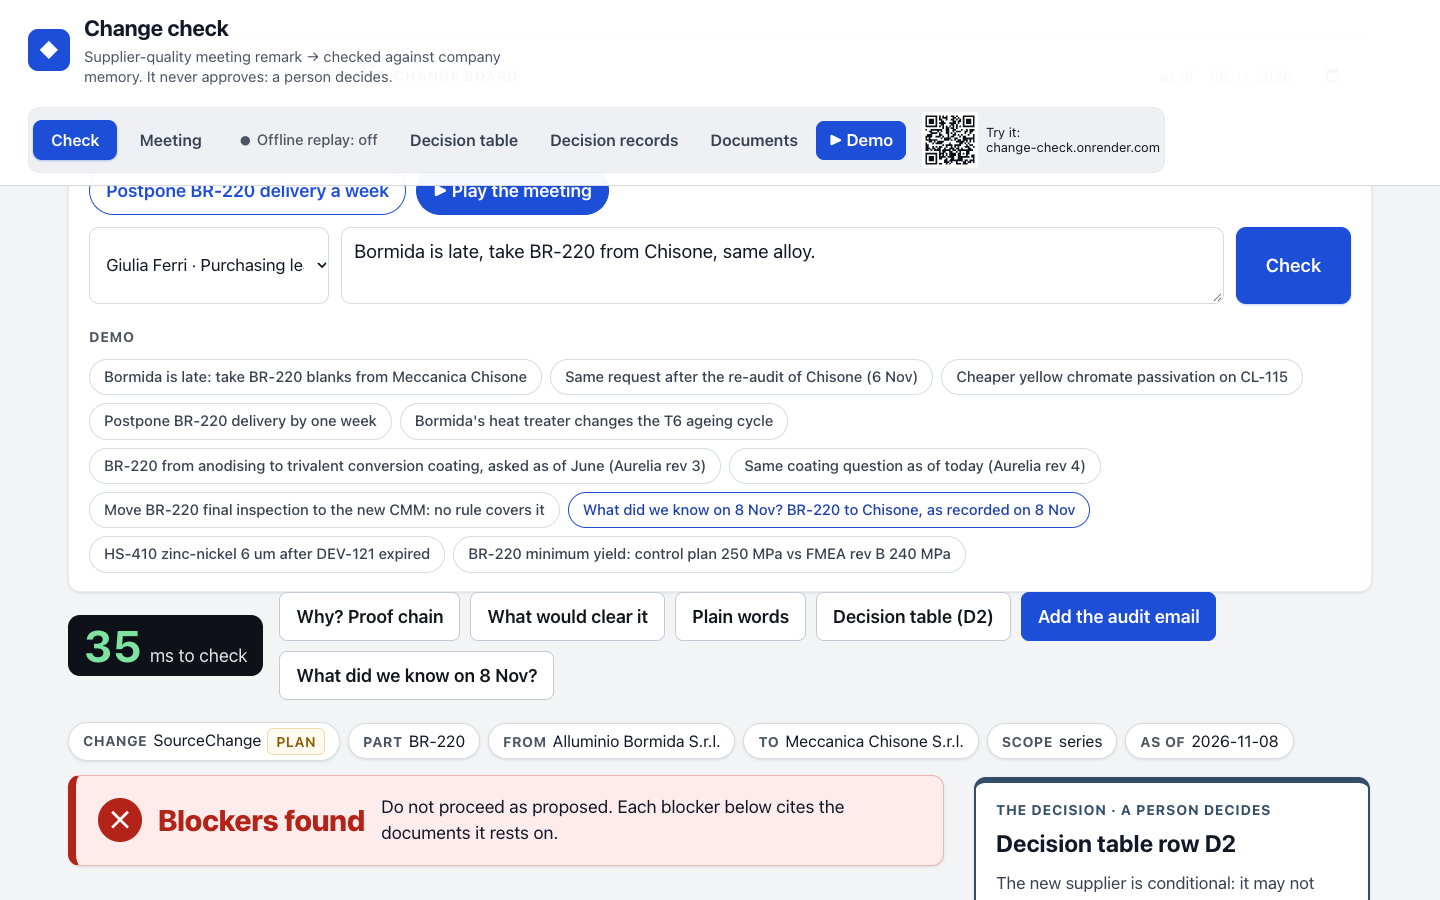 Change check
Supplier-quality meeting remark → checked against company
memory. It never approves: a person decides.
CHANGE BOARD
as of 08.11.2026
Check
Meeting
Offline replay: off
Decision table
Decision records
Documents
▶ Demo
Try it:
change-check.onrender.com
Postpone BR-220 delivery a week
▶ Play the meeting
Giulia Ferri · Purchasing le
Bormida is late, take BR-220 from Chisone, same alloy.
Check
DEMO
Bormida is late: take BR-220 blanks from Meccanica Chisone
Same request after the re-audit of Chisone (6 Nov)
Cheaper yellow chromate passivation on CL-115
Postpone BR-220 delivery by one week
Bormida's heat treater changes the T6 ageing cycle
BR-220 from anodising to trivalent conversion coating, asked as of June (Aurelia rev 3)
Same coating question as of today (Aurelia rev 4)
Move BR-220 final inspection to the new CMM: no rule covers it
What did we know on 8 Nov? BR-220 to Chisone, as recorded on 8 Nov
HS-410 zinc-nickel 6 um after DEV-121 expired
BR-220 minimum yield: control plan 250 MPa vs FMEA rev B 240 MPa
35 ms to check
Why? Proof chain
What would clear it
Plain words
Decision table (D2)
Add the audit email
What did we know on 8 Nov?
CHANGE SourceChange PLAN
PART BR-220
FROM Alluminio Bormida S.r.l.
TO Meccanica Chisone S.r.l.
SCOPE series
AS OF 2026-11-08
Blockers found
Do not proceed as proposed. Each blocker below cites the
documents it rests on.
THE DECISION · A PERSON DECIDES
Decision table row D2
The new supplier is conditional: it may not